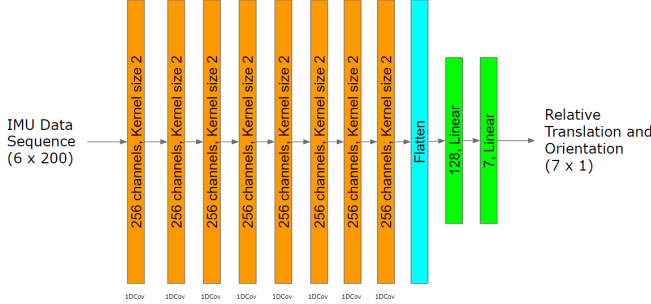 IMU Data
Sequence
(6 x 200)
256 channels, Kernel size 2
256 channels, Kernel size 2
256 channels, Kernel size 2
256 channels, Kernel size 2
256 channels, Kernel size 2
256 channels, Kernel size 2
256 channels, Kernel size 2
256 channels, Kernel size 2
Flatten
128, Linear
7, Linear
Relative
Translation and
Orientation
(7 x 1)
1DCov
1DCov
1DCov
1DCov
1DCov
1DCov
1DCov
1DCov